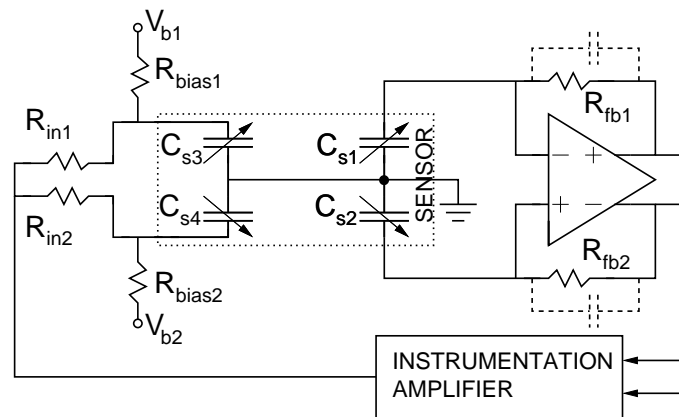 V_b1
R_bias1
R_fb1
R_in1
C_s3
C_s1
SENSOR
− +
+ −
C_s4
C_s2
R_in2
R_fb2
R_bias2
V_b2
INSTRUMENTATION
AMPLIFIER